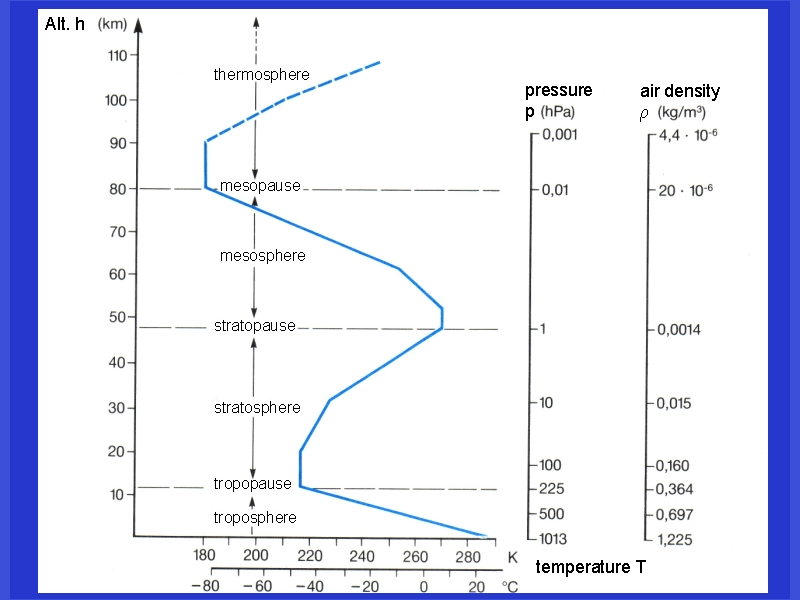 Alt. h (km)
110
thermosphere
100
90
80
mesopause
70
mesosphere
60
50
stratopause
40
stratosphere
30
20
tropopause
10
troposphere
180 200 220 240 260 280 K
−80 −60 −40 −20 0 20 °C
temperature T
pressure
p (hPa)
0,001
0,01
1
10
100
225
500
1013
air density
ρ (kg/m³)
4,4 · 10⁻⁶
20 · 10⁻⁶
0,0014
0,015
0,160
0,364
0,697
1,225